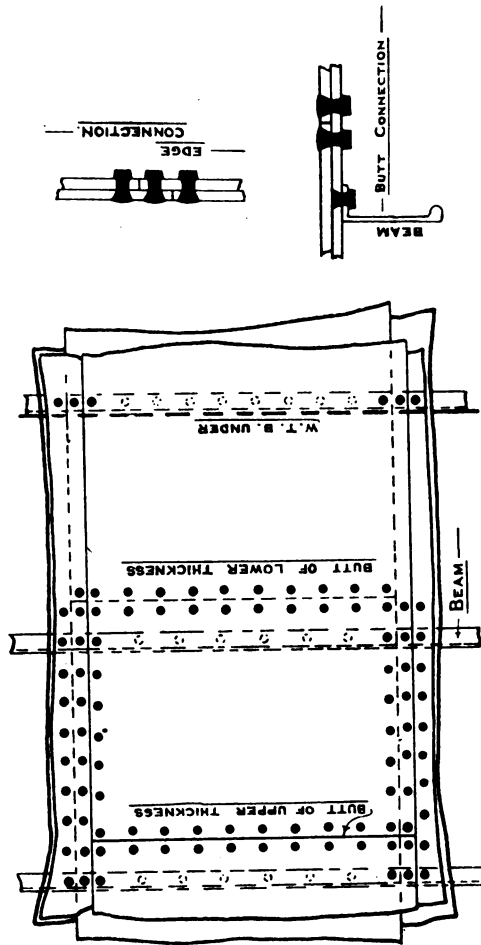 EDGE
CONNECTION.
BUTT CONNECTION
BEAM
W. T. B. UNDER
BUTT OF LOWER THICKNESS
BEAM
BUTT OF UPPER THICKNESS